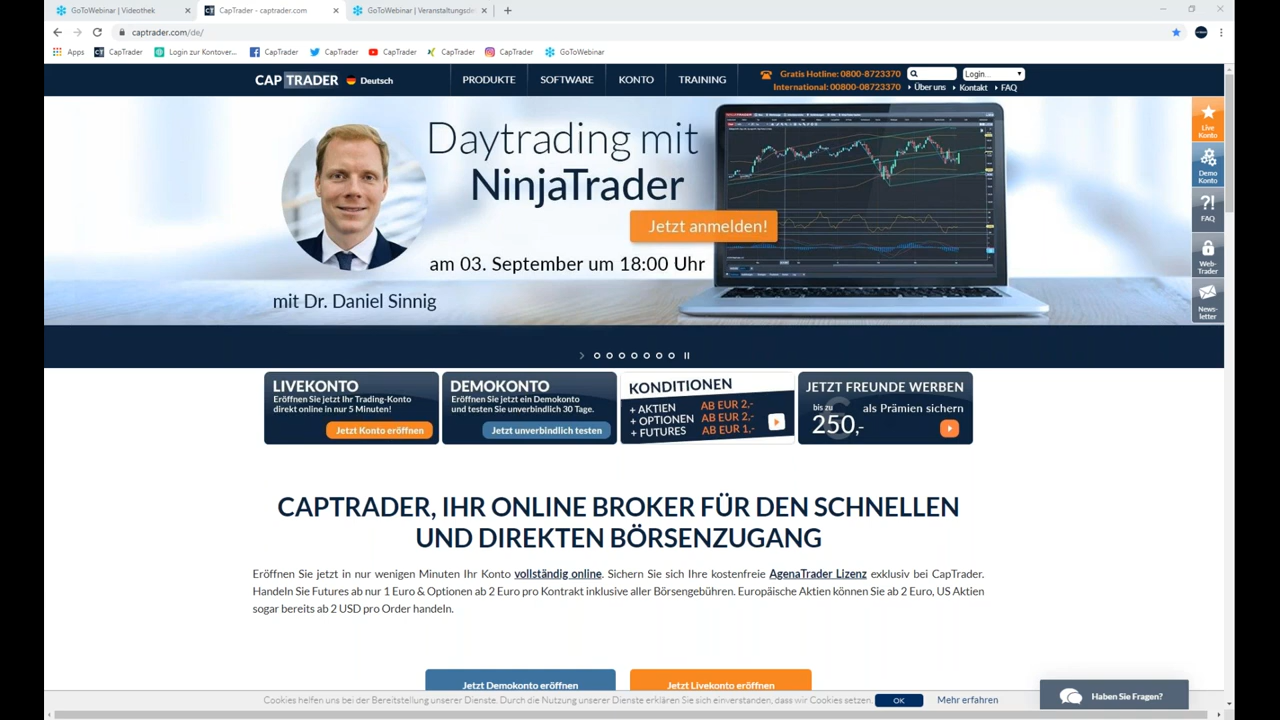 GoToWebinar | Videothek
CapTrader - captrader.com
GoToWebinar | Veranstaltungsde
captrader.com/de/
Apps
CapTrader
Login zur Kontover...
CapTrader
CapTrader
CapTrader
CapTrader
CapTrader
GoToWebinar
CAP TRADER
Deutsch
PRODUKTE
SOFTWARE
KONTO
TRAINING
Gratis Hotline: 0800-8723370
International: 00800-08723370
Login...
Über uns
Kontakt
FAQ
Daytrading mit
NinjaTrader
Jetzt anmelden!
am 03. September um 18:00 Uhr
mit Dr. Daniel Sinnig
Live
Konto
Demo
Konto
?!
FAQ
Web-
Trader
News-
letter
LIVEKONTO
Eröffnen Sie jetzt Ihr Trading-Konto
direkt online in nur 5 Minuten!
Jetzt Konto eröffnen
DEMOKONTO
Eröffnen Sie jetzt ein Demokonto
und testen Sie unverbindlich 30 Tage.
Jetzt unverbindlich testen
KONDITIONEN
+ AKTIEN AB EUR 2,-
+ OPTIONEN AB EUR 2,-
+ FUTURES AB EUR 1,-
JETZT FREUNDE WERBEN
bis zu
250,-
€
als Prämien sichern
CAPTRADER, IHR ONLINE BROKER FÜR DEN SCHNELLEN
UND DIREKTEN BÖRSENZUGANG
Eröffnen Sie jetzt in nur wenigen Minuten Ihr Konto vollständig online. Sichern Sie sich Ihre kostenfreie AgenaTrader Lizenz exklusiv bei CapTrader.
Handeln Sie Futures ab nur 1 Euro & Optionen ab 2 Euro pro Kontrakt inklusive aller Börsengebühren. Europäische Aktien können Sie ab 2 Euro, US Aktien
sogar bereits ab 2 USD pro Order handeln.
Jetzt Demokonto eröffnen
Jetzt Livekonto eröffnen
Cookies helfen uns bei der Bereitstellung unserer Dienste. Durch die Nutzung unserer Dienste erklären Sie sich einverstanden, dass wir Cookies setzen.
OK
Mehr erfahren
Haben Sie Fragen?